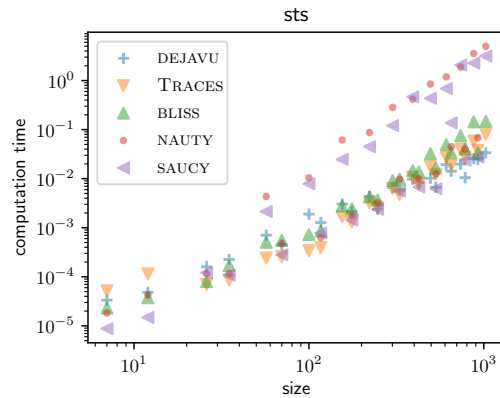 sts
DEJAVU
TRACES
BLISS
NAUTY
SAUCY
computation time
10^0
10^-1
10^-2
10^-3
10^-4
10^-5
10^1
10^2
10^3
size